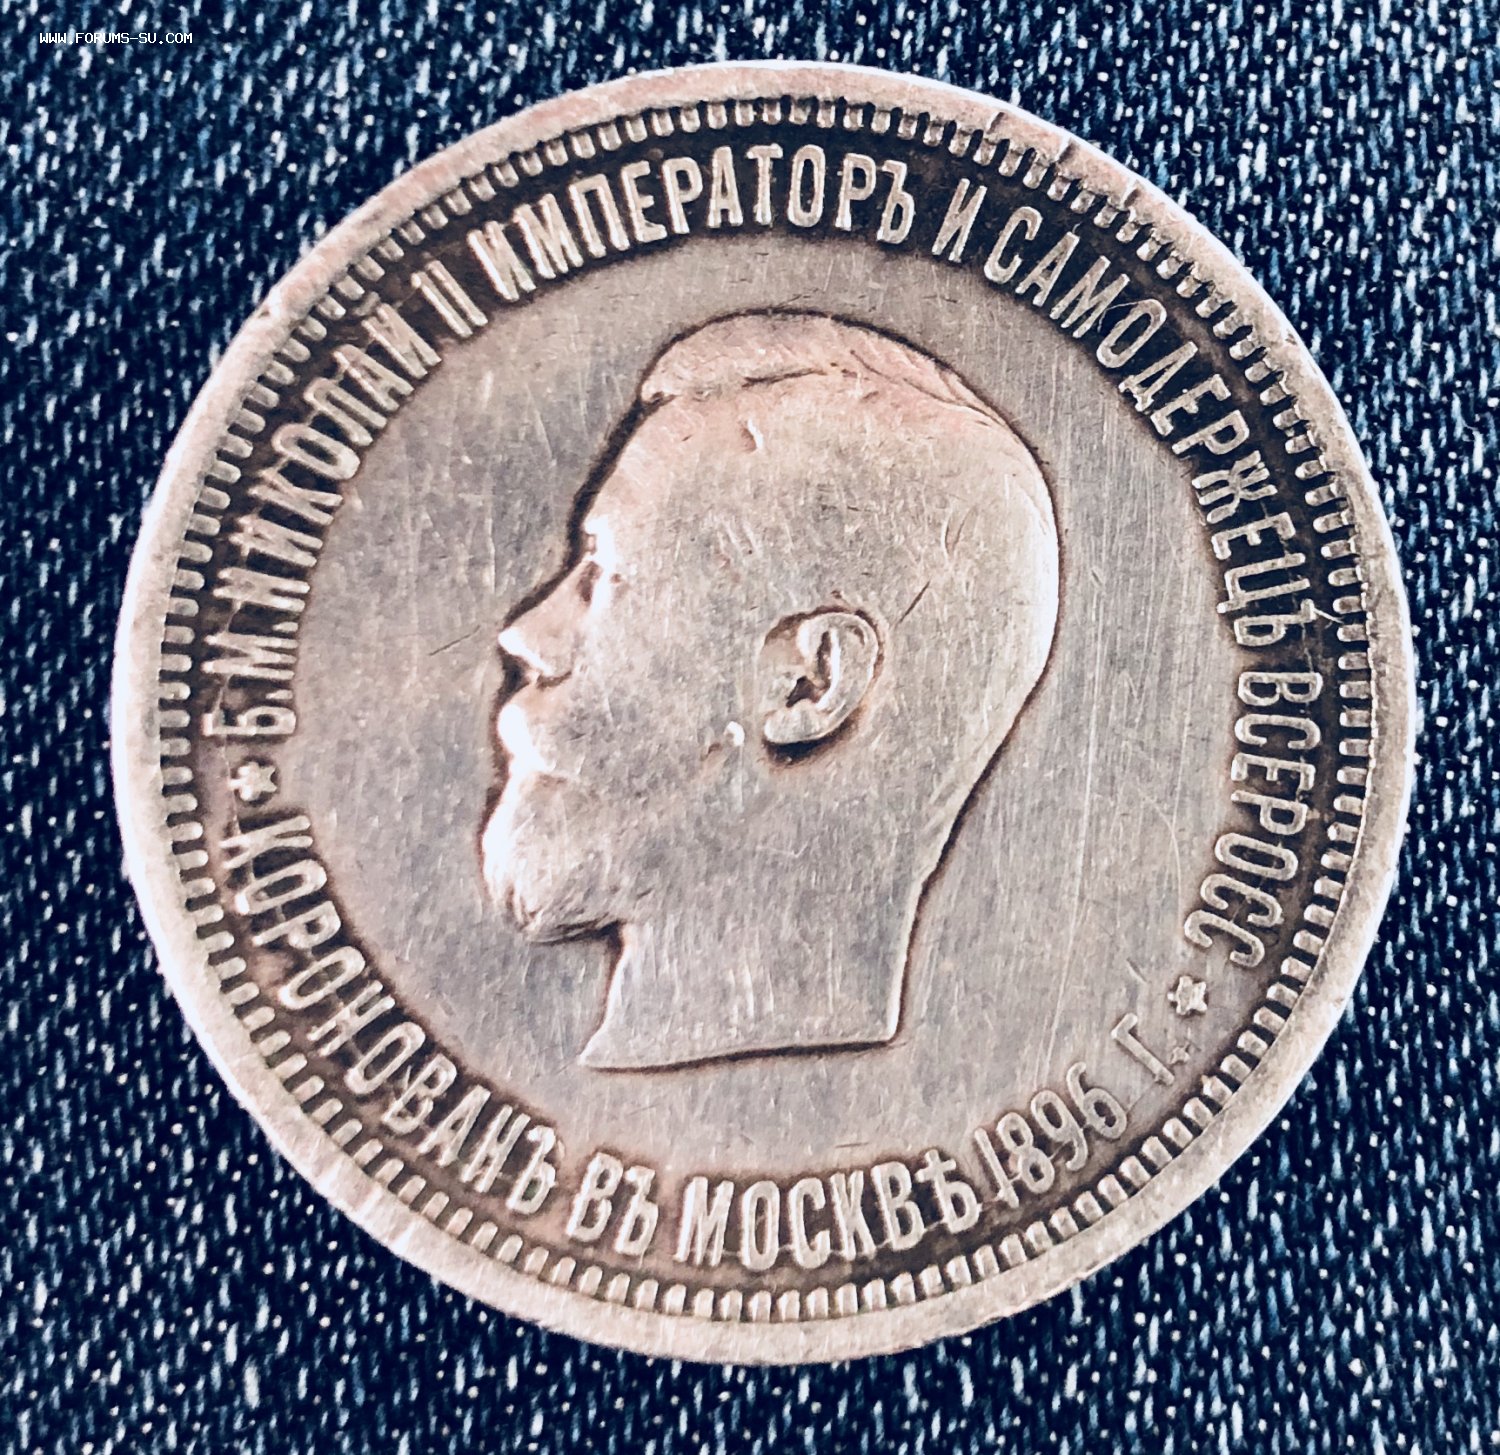 WWW.FORUMS-SU.COM
Б.М.НИКОЛАЙ II ИМПЕРАТОРЪ И САМОДЕРЖЕЦЪ ВСЕРОСС
КОРОНОВАНЪ ВЪ МОСКВѢ 1896 Г.